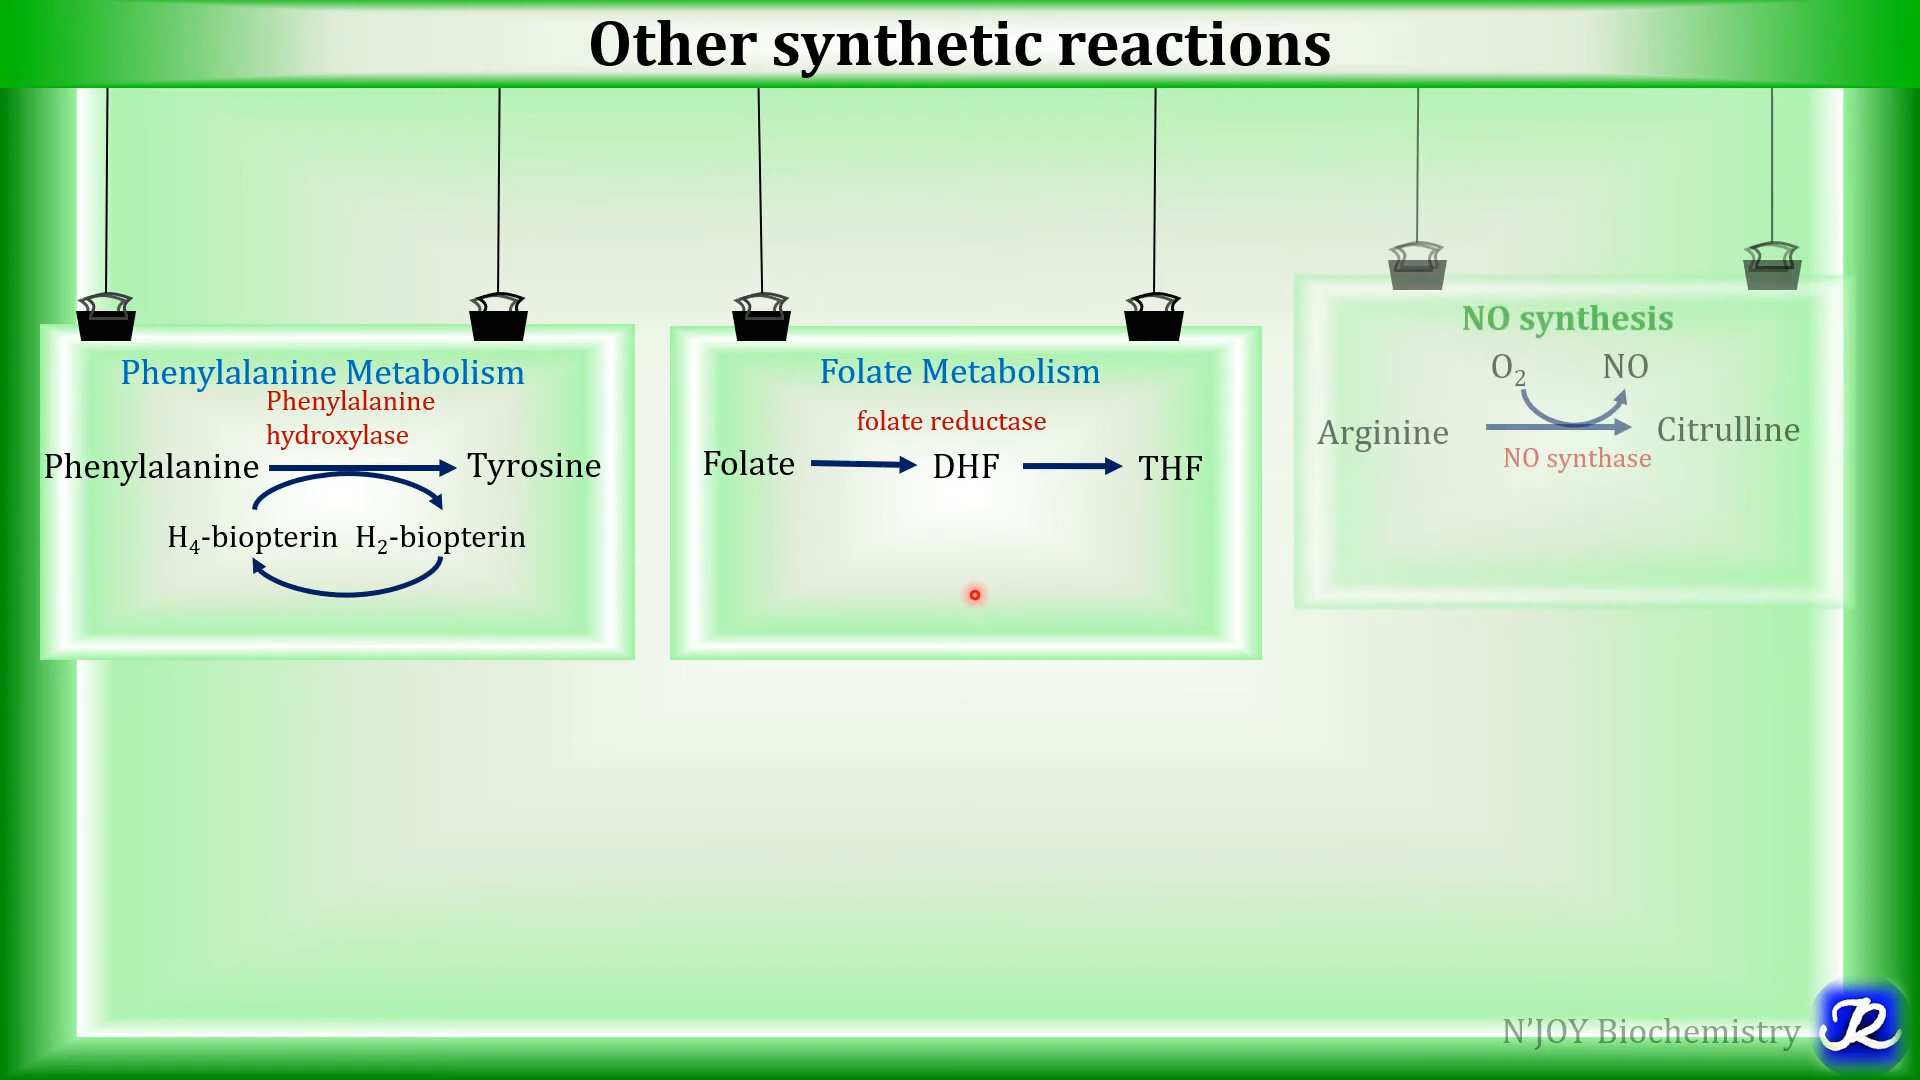 Other synthetic reactions
Phenylalanine Metabolism
Phenylalanine
hydroxylase
Phenylalanine Tyrosine
H₄-biopterin H₂-biopterin
Folate Metabolism
folate reductase
Folate DHF THF
NO synthesis
O₂ NO
Arginine Citrulline
NO synthase
N'JOY Biochemistry
R